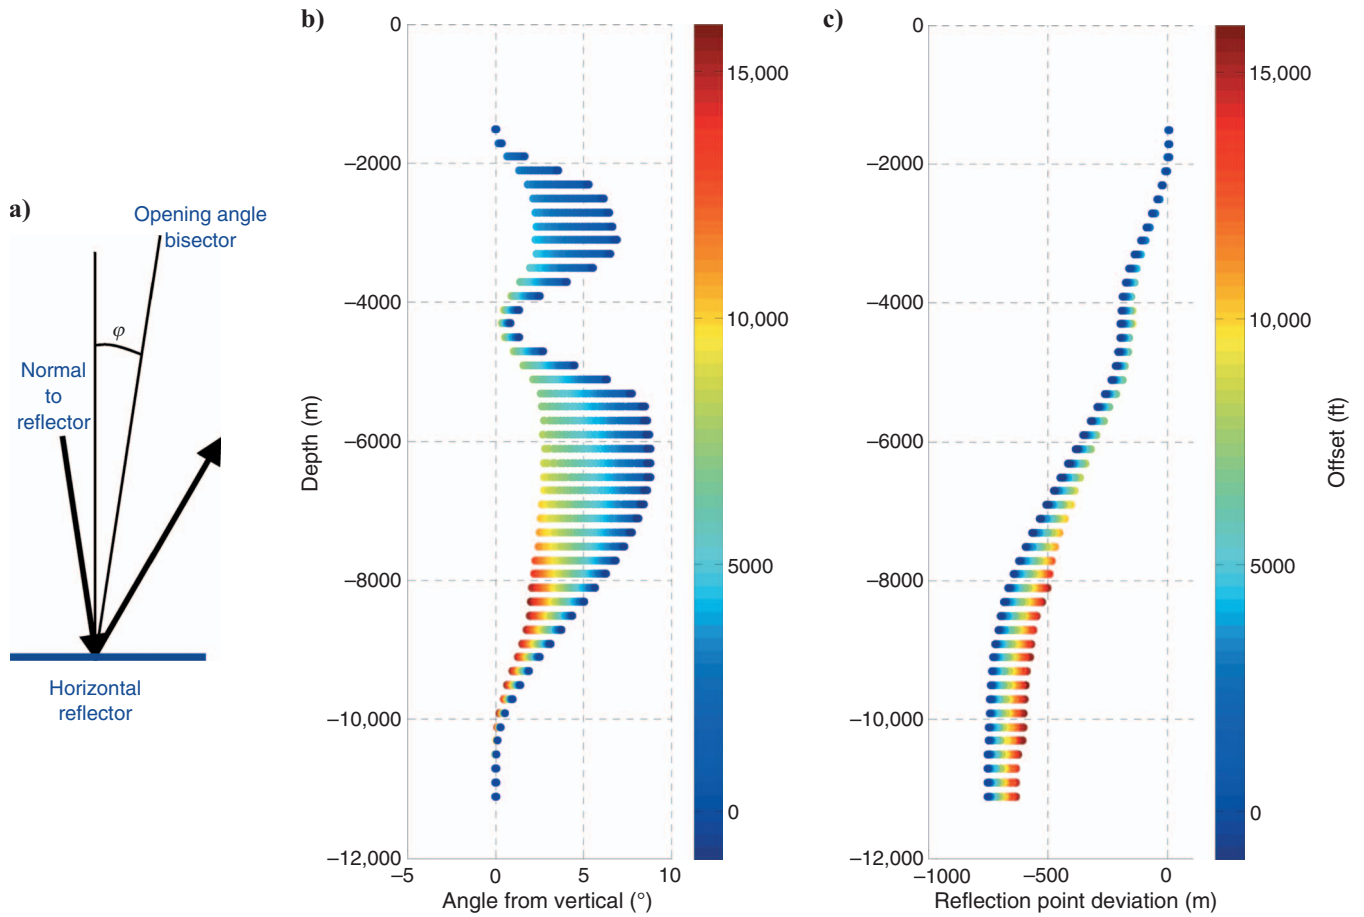 a)
Opening angle
bisector
φ
Normal
to
reflector
Horizontal
reflector
b)
−0
−2000
−4000
−6000
−8000
−10,000
−12,000
Depth (m)
−5
0
5
10
Angle from vertical (°)
15,000
10,000
5000
0
c)
0
−2000
−4000
−6000
−8000
−10,000
−12,000
−1000
−500
0
Reflection point deviation (m)
15,000
10,000
5000
0
Offset (ft)